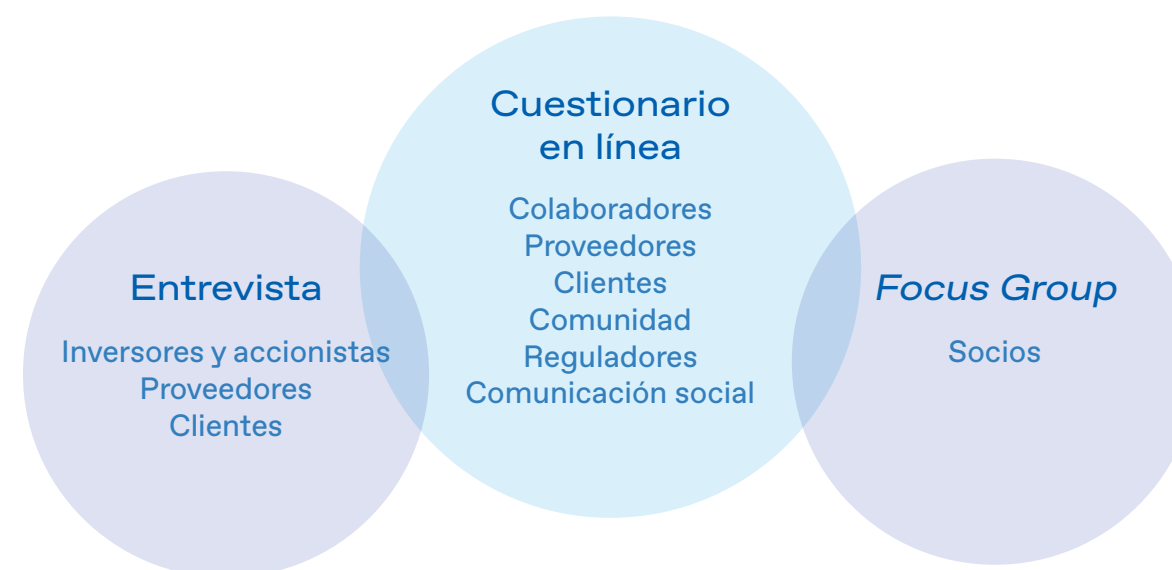 Entrevista
Inversores y accionistas
Proveedores
Clientes
Cuestionario
en línea
Colaboradores
Proveedores
Clientes
Comunidad
Reguladores
Comunicación social
Focus Group
Socios